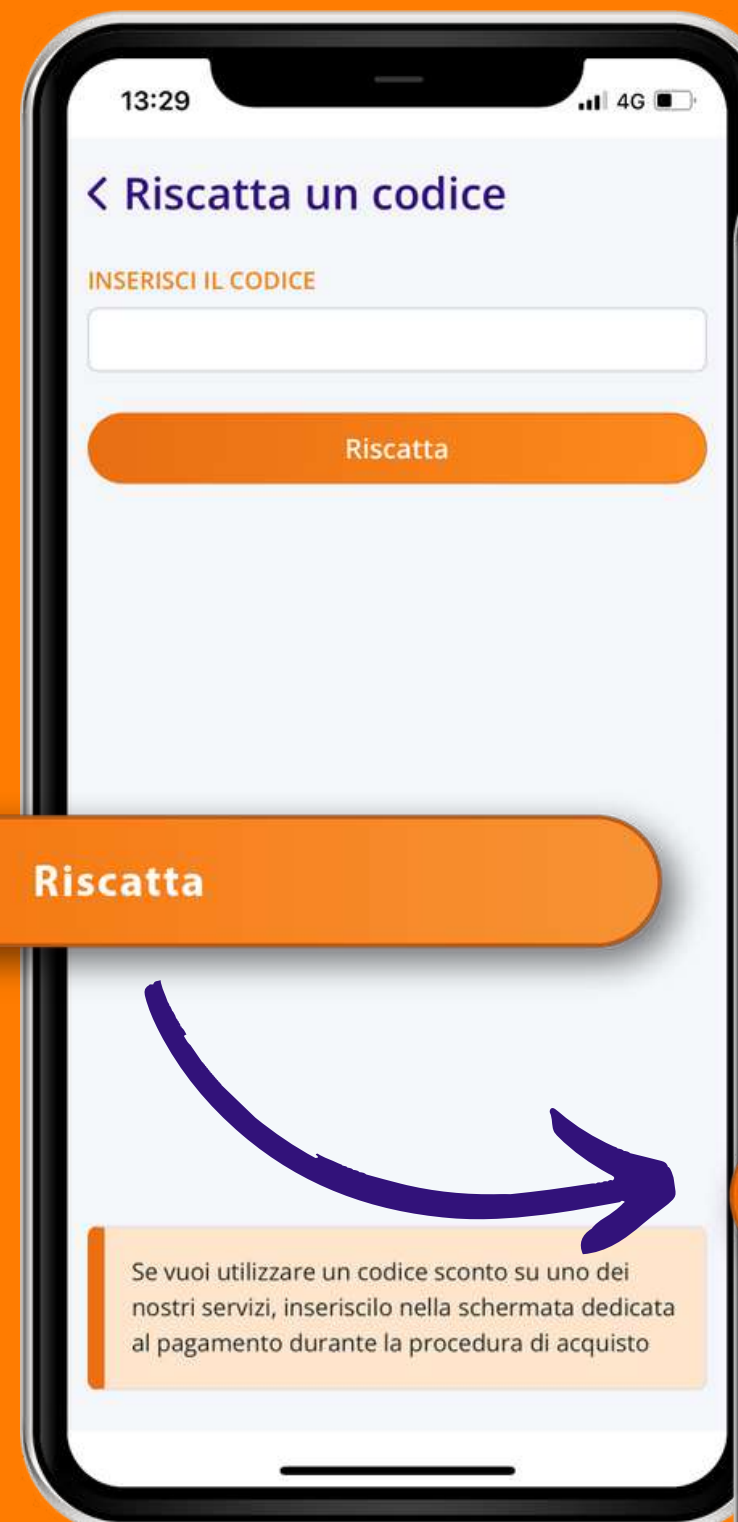 13:29
4G
Riscatta un codice
INSERISCI IL CODICE
Riscatta
Riscatta
Se vuoi utilizzare un codice sconto su uno dei
nostri servizi, inseriscilo nella schermata dedicata
al pagamento durante la procedura di acquisto